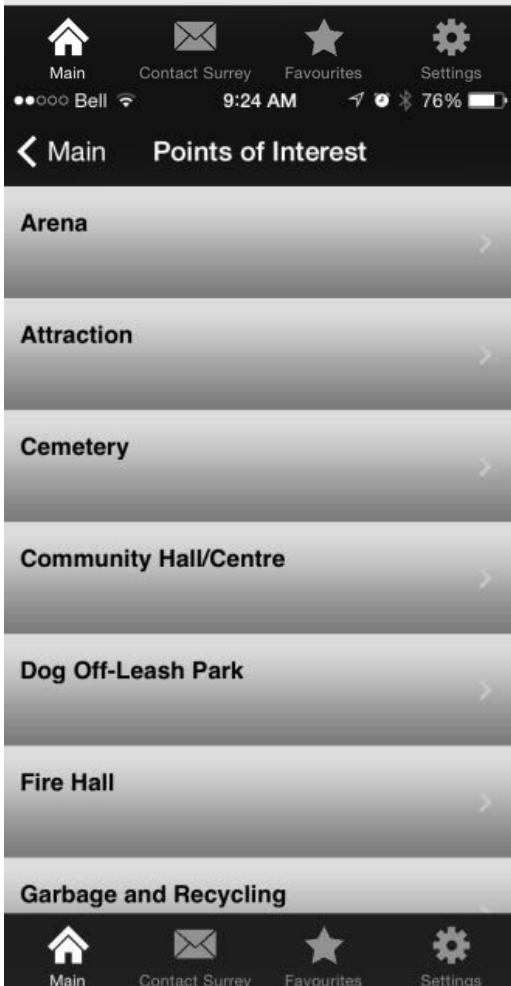 Main Contact Surrey Favourites Settings
Bell 9:24 AM 76%
Main Points of Interest
Arena
Attraction
Cemetery
Community Hall/Centre
Dog Off-Leash Park
Fire Hall
Garbage and Recycling
Main Contact Surrey Favourites Settings